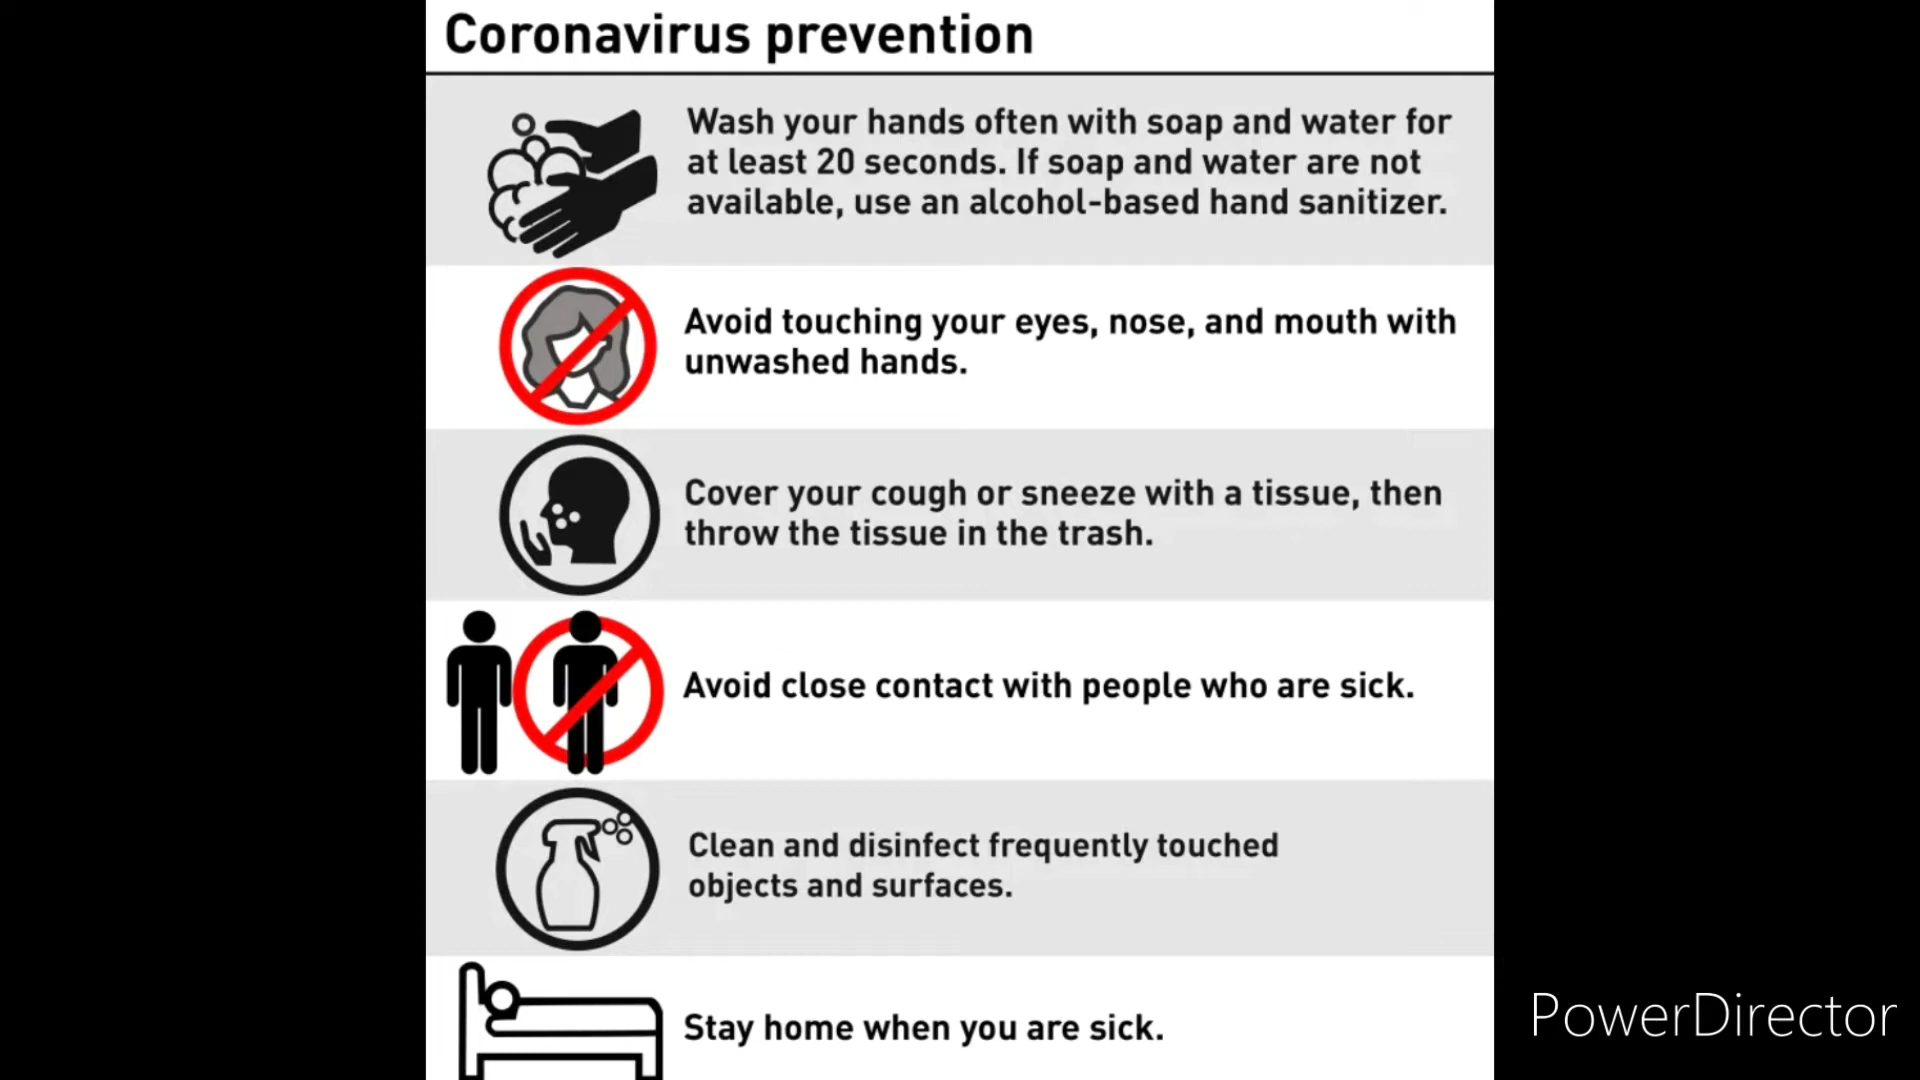 Coronavirus prevention
Wash your hands often with soap and water for
at least 20 seconds. If soap and water are not
available, use an alcohol-based hand sanitizer.
Avoid touching your eyes, nose, and mouth with
unwashed hands.
Cover your cough or sneeze with a tissue, then
throw the tissue in the trash.
Avoid close contact with people who are sick.
Clean and disinfect frequently touched
objects and surfaces.
Stay home when you are sick.
PowerDirector